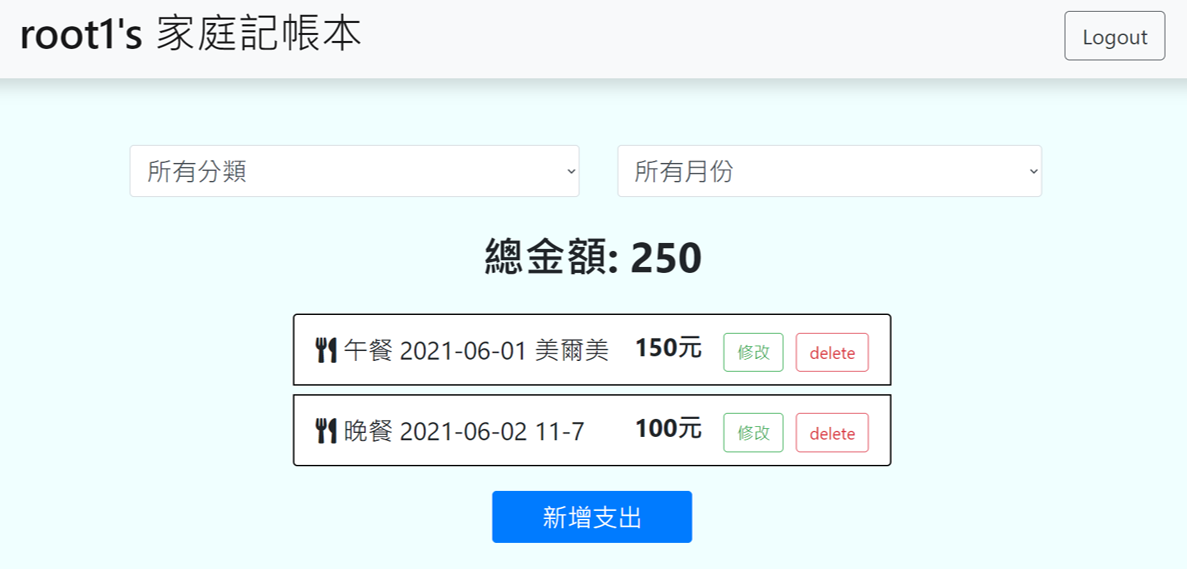 root1's 家庭記帳本 Logout
所有分類 所有月份
總金額: 250
午餐 2021-06-01 美爾美 150元 修改 delete
晚餐 2021-06-02 11-7 100元 修改 delete
新增支出